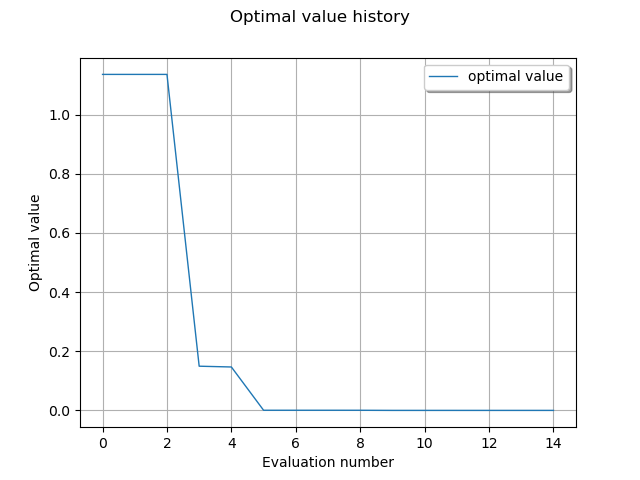 Optimal value history
optimal value
Optimal value
1.0
0.8
0.6
0.4
0.2
0.0
0 2 4 6 8 10 12 14
Evaluation number